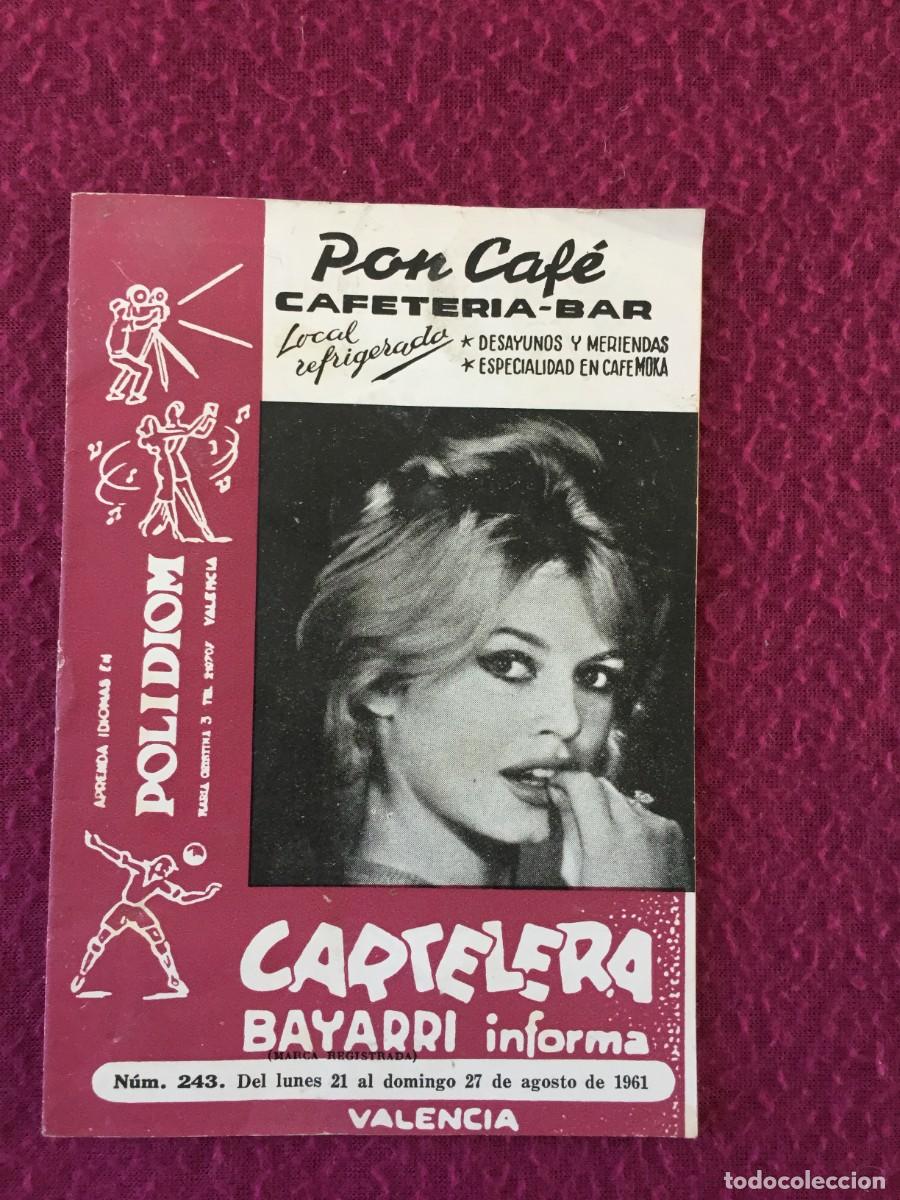 Pon Café
CAFETERIA-BAR
Local
refrigerado
* DESAYUNOS Y MERIENDAS
* ESPECIALIDAD EN CAFE MOKA
APRENDA IDIOMAS EN
POLIDIOM
MARIA CRISTINA 3 TEL 219707 VALENCIA
CARTELERA
BAYARRI informa
(MARCA REGISTRADA)
Núm. 243. Del lunes 21 al domingo 27 de agosto de 1961
VALENCIA
todocoleccion